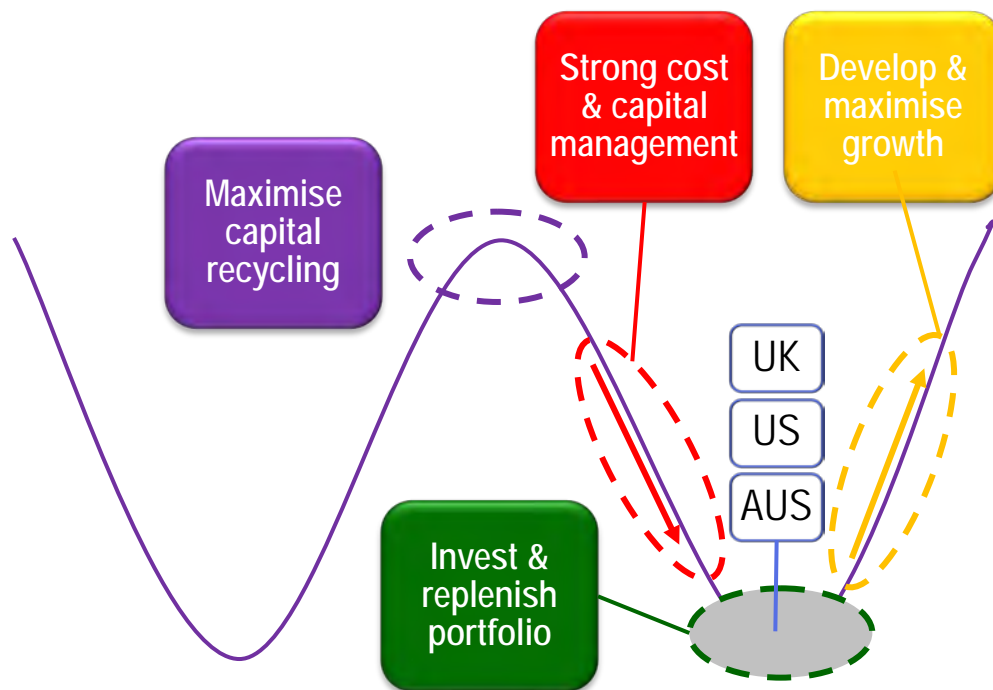 Strong cost
& capital
management
Develop &
maximise
growth
Maximise
capital
recycling
UK
US
AUS
Invest &
replenish
portfolio